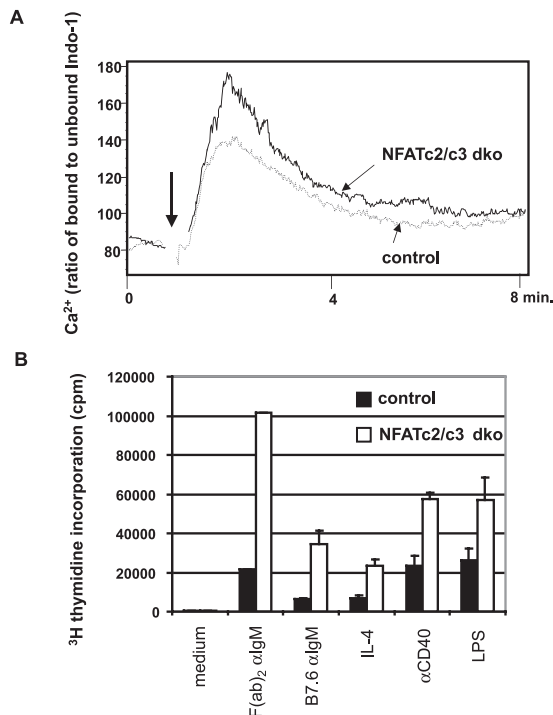 A
Ca²⁺ (ratio of bound to unbound Indo-1)
180
160
140
120
100
80
NFATc2/c3 dko
control
0
4
8 min.
B
³H thymidine incorporation (cpm)
120000
100000
80000
60000
40000
20000
0
control
NFATc2/c3 dko
medium
F(ab)₂ αIgM
B7.6 αIgM
IL-4
αCD40
LPS